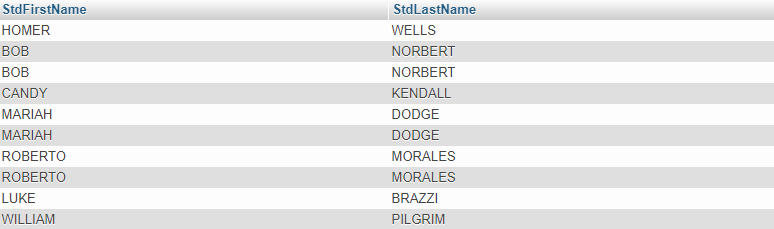 StdFirstName StdLastName
HOMER WELLS
BOB NORBERT
BOB NORBERT
CANDY KENDALL
MARIAH DODGE
MARIAH DODGE
ROBERTO MORALES
ROBERTO MORALES
LUKE BRAZZI
WILLIAM PILGRIM